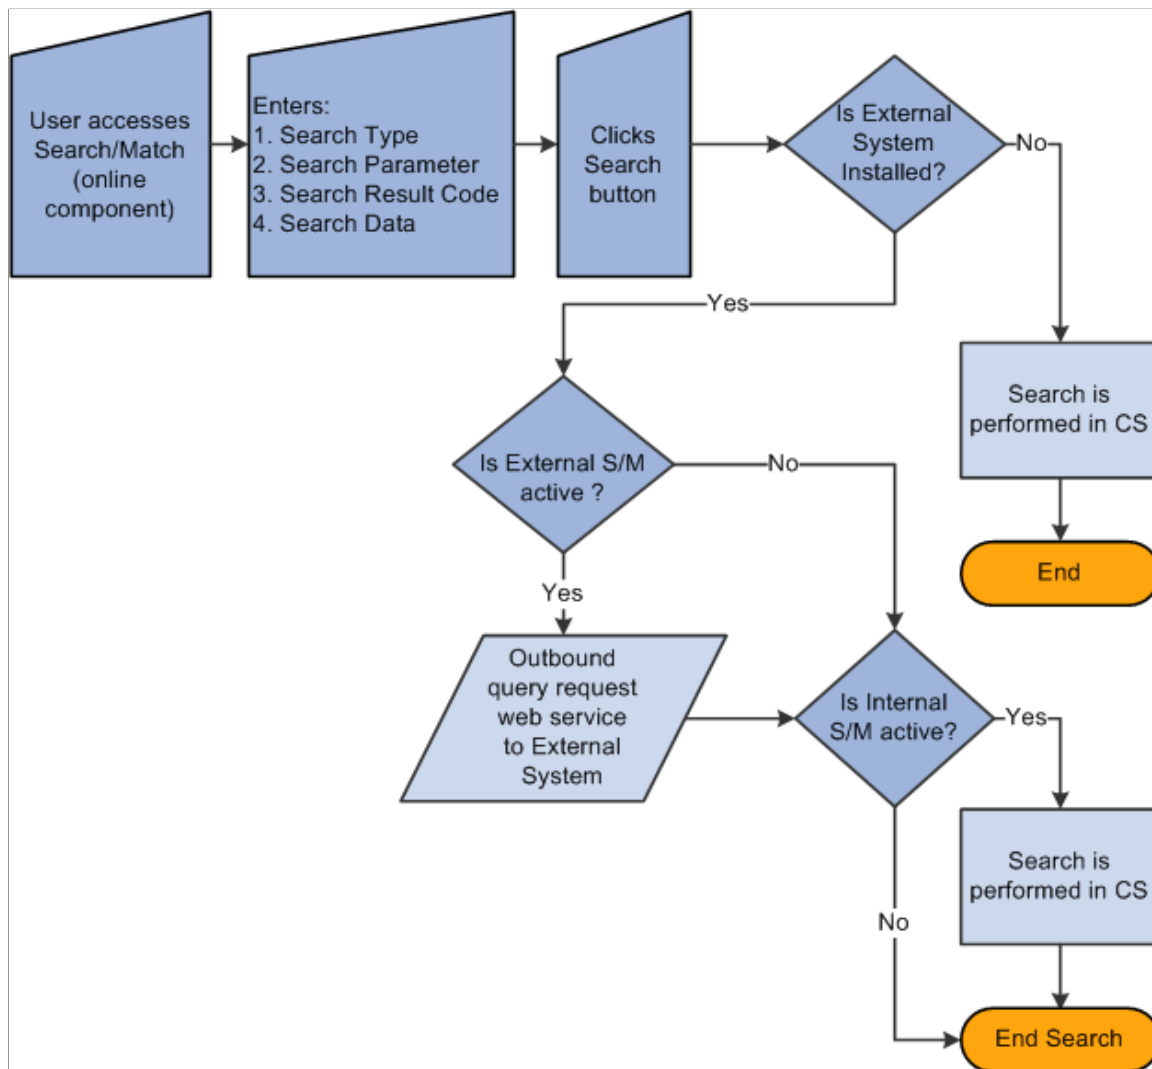 User accesses
Search/Match
(online
component)
Enters:
1. Search Type
2. Search Parameter
3. Search Result Code
4. Search Data
Clicks
Search
button
Is External
System
Installed?
No
Yes
Search is
performed in CS
End
Is External S/M
active ?
No
Yes
Outbound
query request
web service
to External
System
Is Internal
S/M active?
Yes
No
Search is
performed in CS
End Search